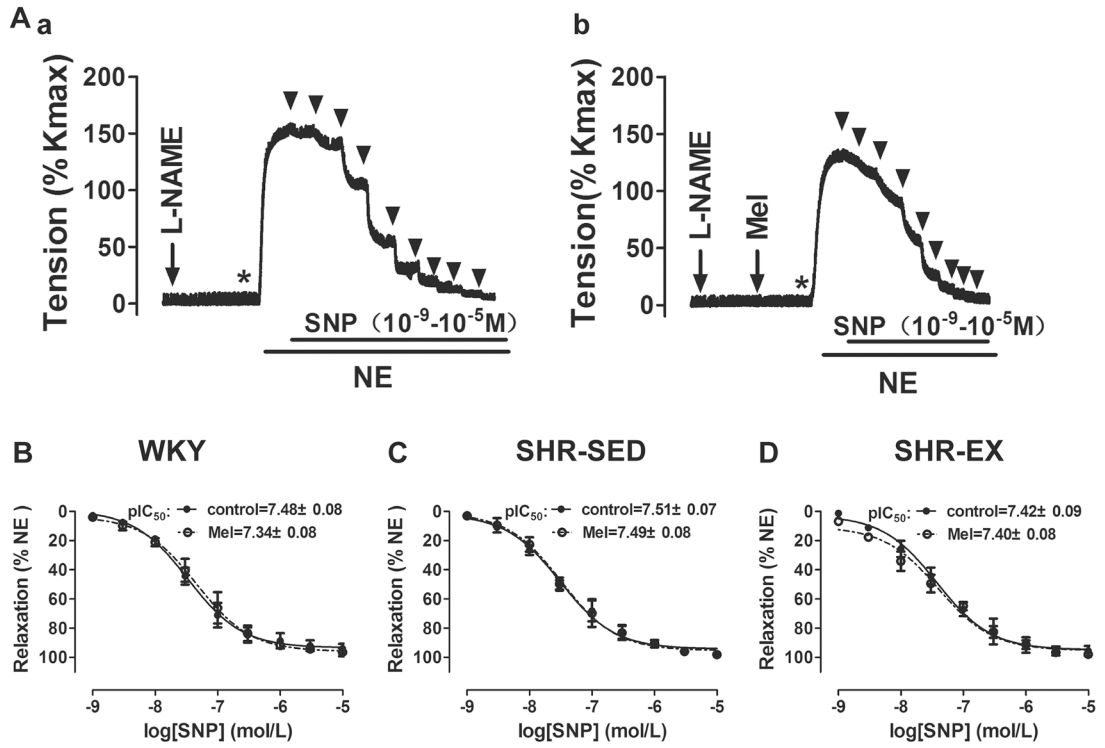 A a
b
Tension (% Kmax)
200
150
100
50
0
L-NAME
*
SNP (10⁻⁹-10⁻⁵M)
NE
Tension(% Kmax)
200
150
100
50
0
L-NAME
Mel
*
SNP (10⁻⁹-10⁻⁵M)
NE
B WKY
pIC₅₀: control=7.48± 0.08
Mel=7.34± 0.08
Relaxation (% NE)
0
20
40
60
80
100
-9 -8 -7 -6 -5
log[SNP] (mol/L)
C SHR-SED
pIC₅₀: control=7.51± 0.07
Mel=7.49± 0.08
Relaxation (% NE)
0
20
40
60
80
100
-9 -8 -7 -6 -5
log[SNP] (mol/L)
D SHR-EX
pIC₅₀: control=7.42± 0.09
Mel=7.40± 0.08
Relaxation (% NE)
0
20
40
60
80
100
-9 -8 -7 -6 -5
log[SNP] (mol/L)